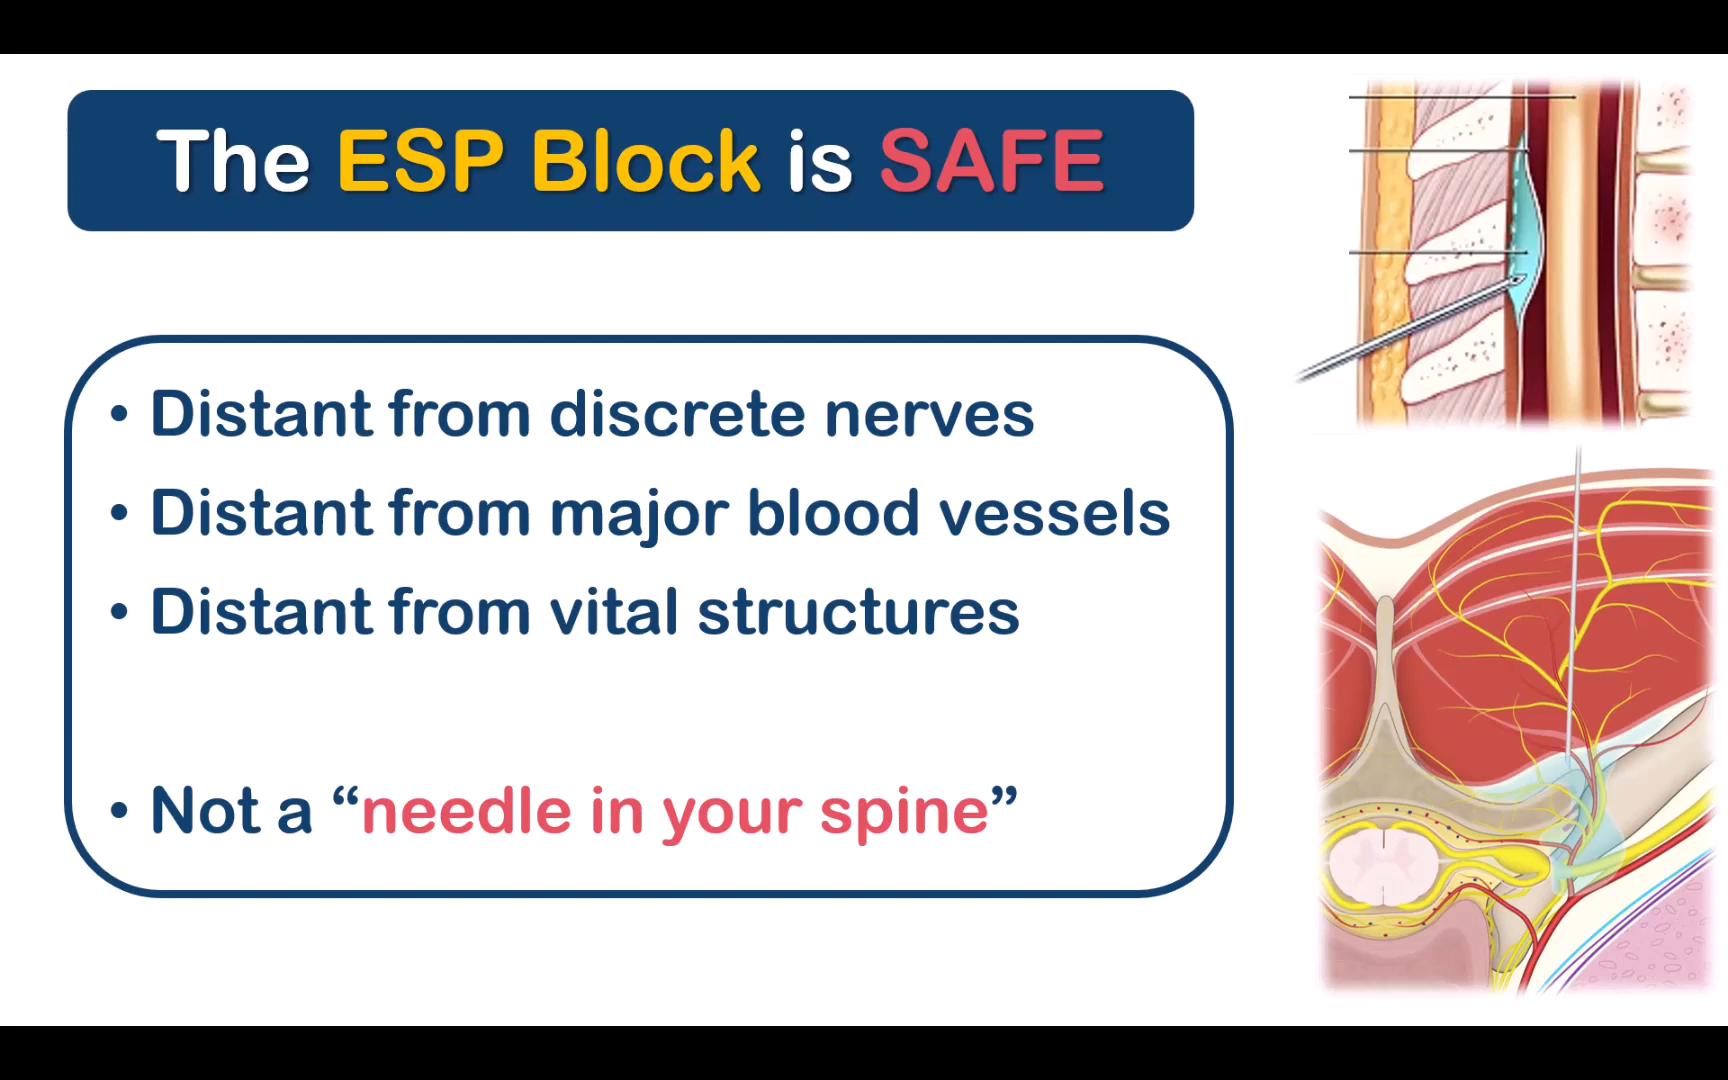 The ESP Block is SAFE
• Distant from discrete nerves
• Distant from major blood vessels
• Distant from vital structures
• Not a “needle in your spine”